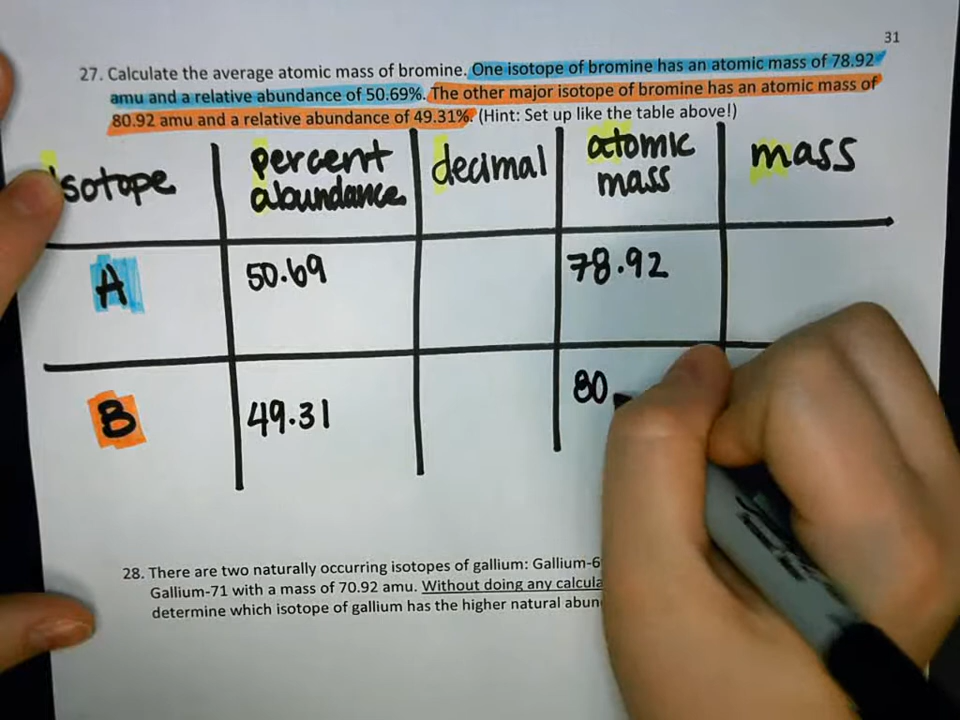 31
27. Calculate the average atomic mass of bromine. One isotope of bromine has an atomic mass of 78.92
amu and a relative abundance of 50.69%. The other major isotope of bromine has an atomic mass of
80.92 amu and a relative abundance of 49.31%. (Hint: Set up like the table above!)
isotope percent abundance decimal atomic mass mass
A 50.69 78.92
B 49.31 80
28. There are two naturally occurring isotopes of gallium: Gallium-6
Gallium-71 with a mass of 70.92 amu. Without doing any calcula
determine which isotope of gallium has the higher natural abun